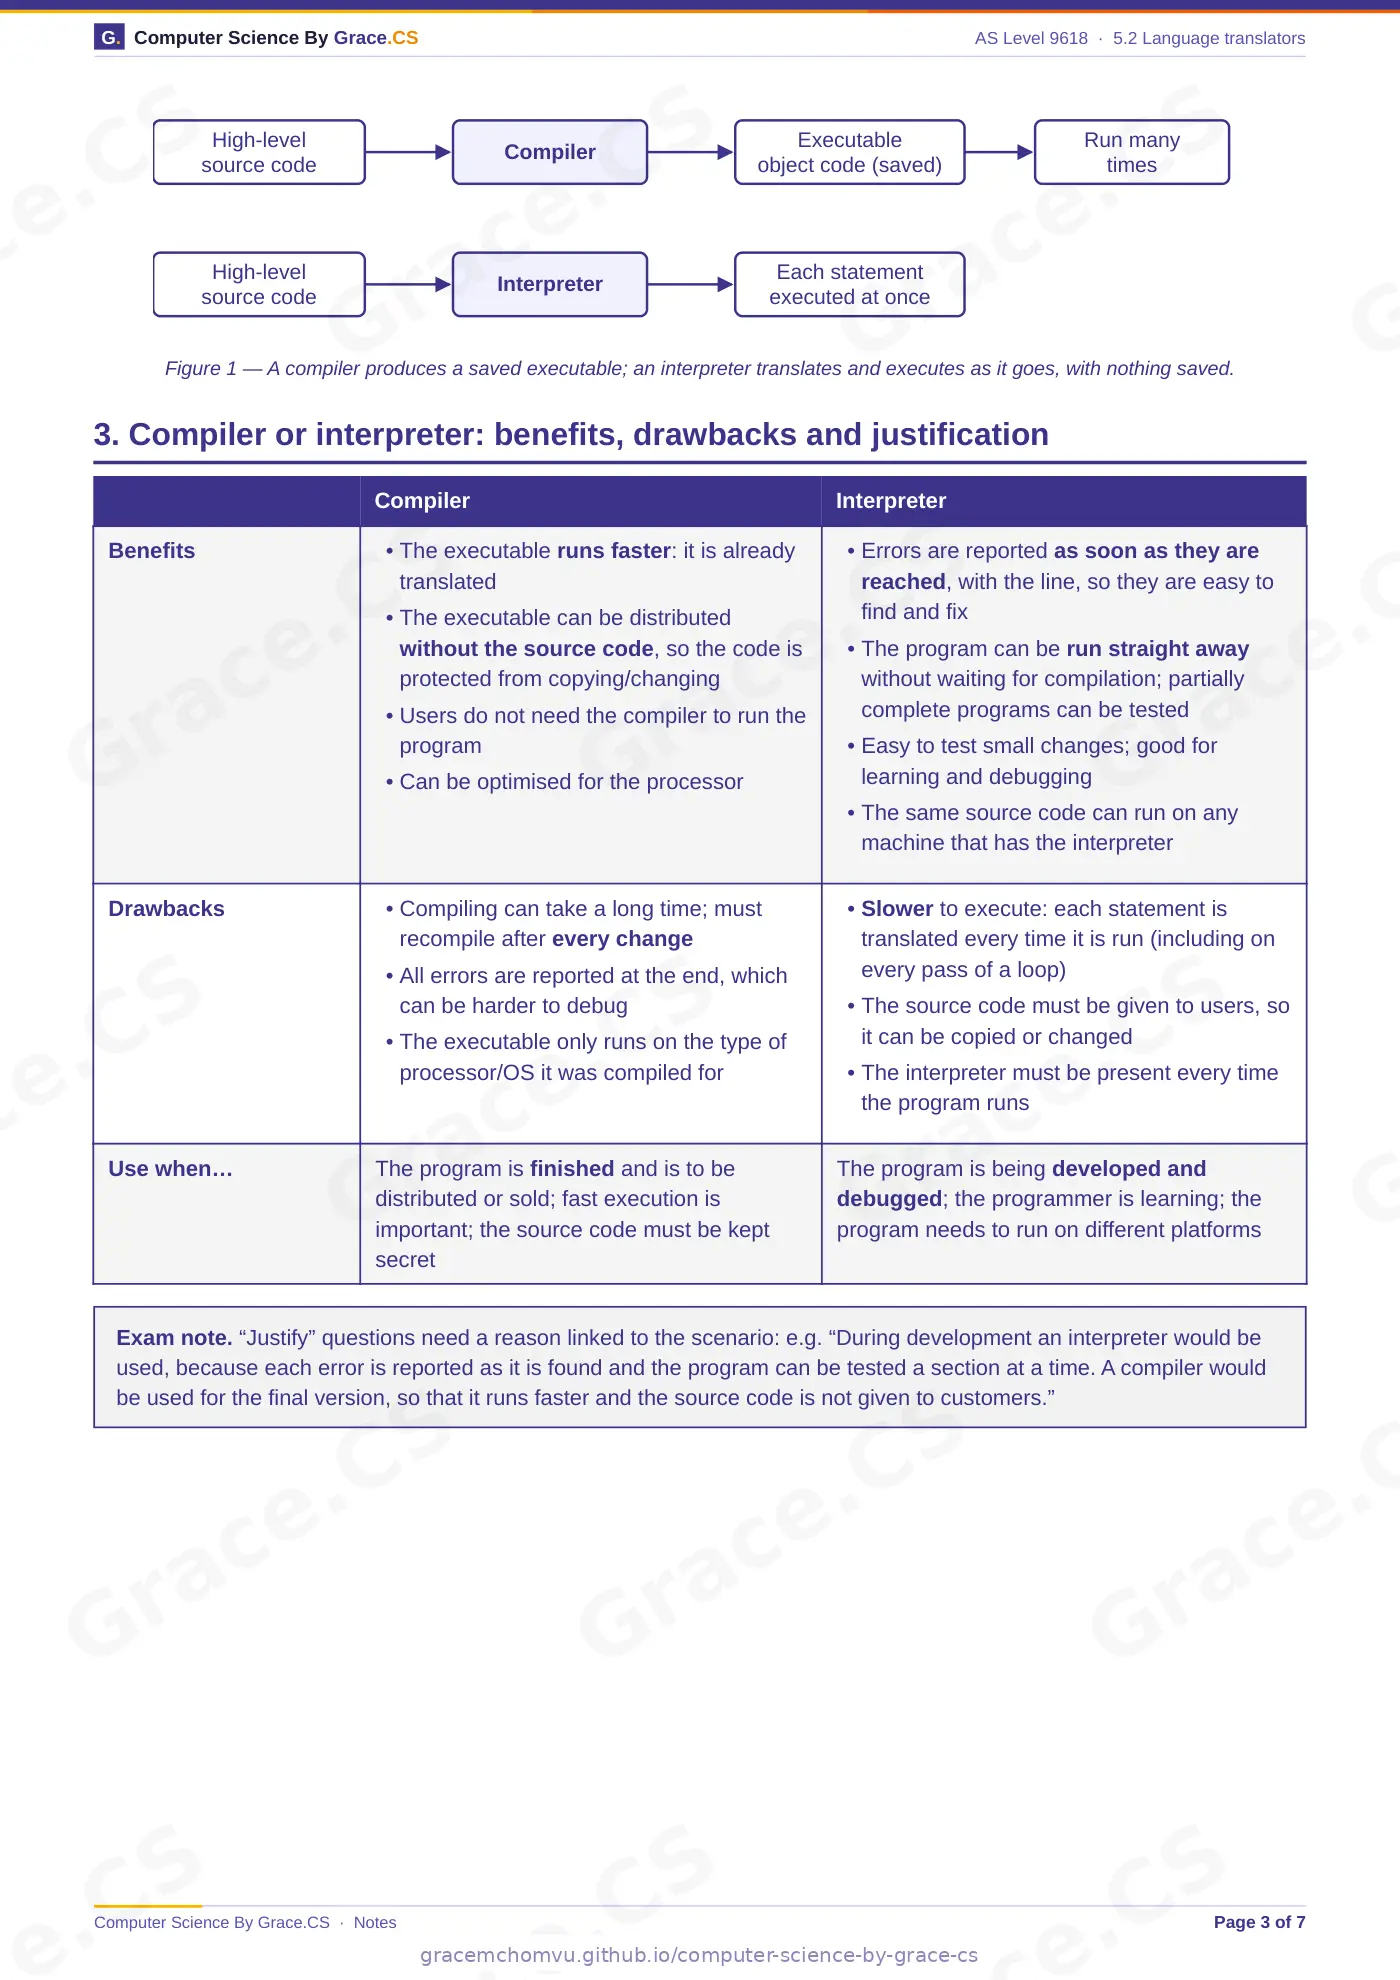 G. Computer Science By Grace.CS
AS Level 9618 · 5.2 Language translators
High-level
source code
Compiler
Executable
object code (saved)
Run many
times
High-level
source code
Interpreter
Each statement
executed at once
Figure 1 — A compiler produces a saved executable; an interpreter translates and executes as it goes, with nothing saved.
3. Compiler or interpreter: benefits, drawbacks and justification
Compiler
Interpreter
Benefits
• The executable runs faster: it is already
translated
• The executable can be distributed
without the source code, so the code is
protected from copying/changing
• Users do not need the compiler to run the
program
• Can be optimised for the processor
• Errors are reported as soon as they are
reached, with the line, so they are easy to
find and fix
• The program can be run straight away
without waiting for compilation; partially
complete programs can be tested
• Easy to test small changes; good for
learning and debugging
• The same source code can run on any
machine that has the interpreter
Drawbacks
• Compiling can take a long time; must
recompile after every change
• All errors are reported at the end, which
can be harder to debug
• The executable only runs on the type of
processor/OS it was compiled for
• Slower to execute: each statement is
translated every time it is run (including on
every pass of a loop)
• The source code must be given to users, so
it can be copied or changed
• The interpreter must be present every time
the program runs
Use when…
The program is finished and is to be
distributed or sold; fast execution is
important; the source code must be kept
secret
The program is being developed and
debugged; the programmer is learning; the
program needs to run on different platforms
Exam note. “Justify” questions need a reason linked to the scenario: e.g. “During development an interpreter would be
used, because each error is reported as it is found and the program can be tested a section at a time. A compiler would
be used for the final version, so that it runs faster and the source code is not given to customers.”
Computer Science By Grace.CS · Notes
Page 3 of 7
gracemchomvu.github.io/computer-science-by-grace-cs